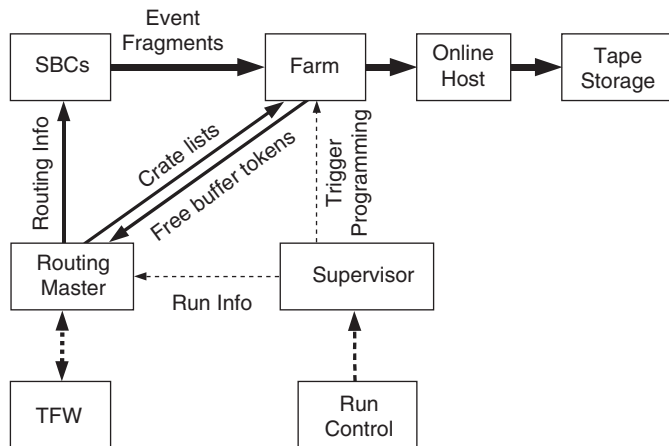 Event
Fragments
SBCs
Farm
Online
Host
Tape
Storage
Routing Info
Crate lists
Free buffer tokens
Trigger
Programming
Routing
Master
Run Info
Supervisor
TFW
Run
Control